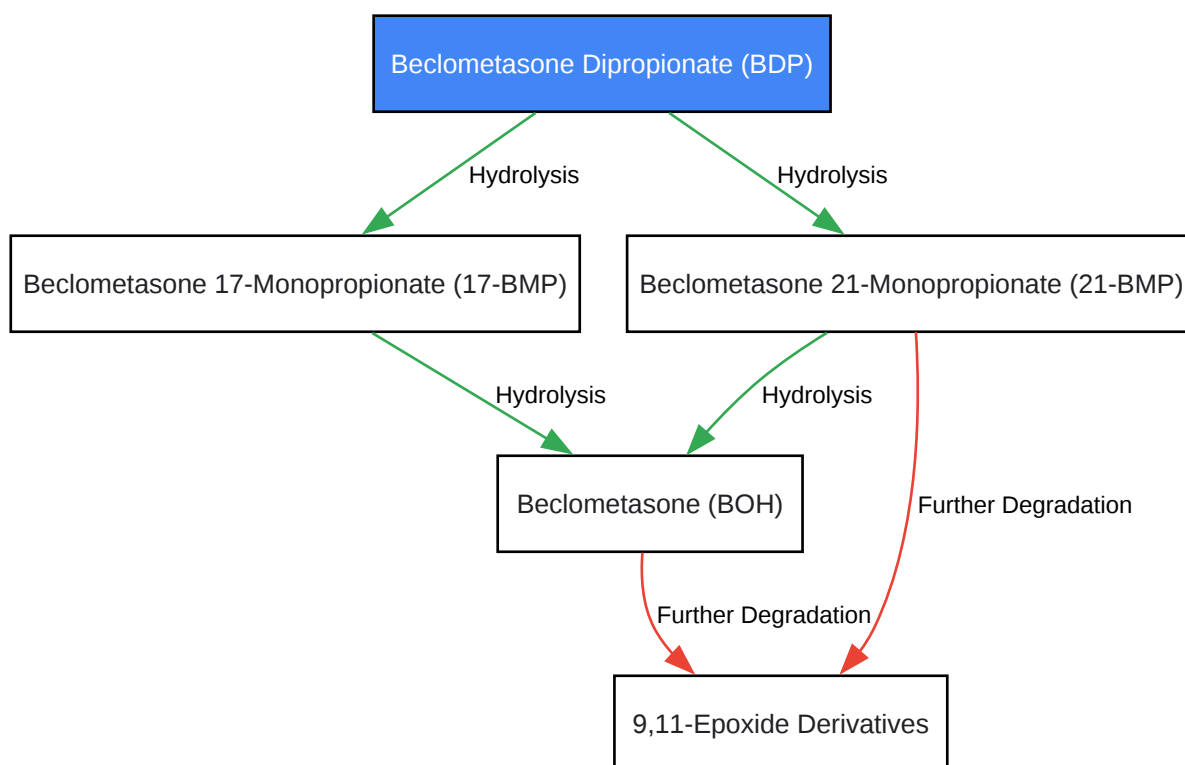 Beclometasone Dipropionate (BDP)
Hydrolysis
Hydrolysis
Beclometasone 17-Monopropionate (17-BMP)
Beclometasone 21-Monopropionate (21-BMP)
Hydrolysis
Hydrolysis
Beclometasone (BOH)
Further Degradation
Further Degradation
9,11-Epoxide Derivatives